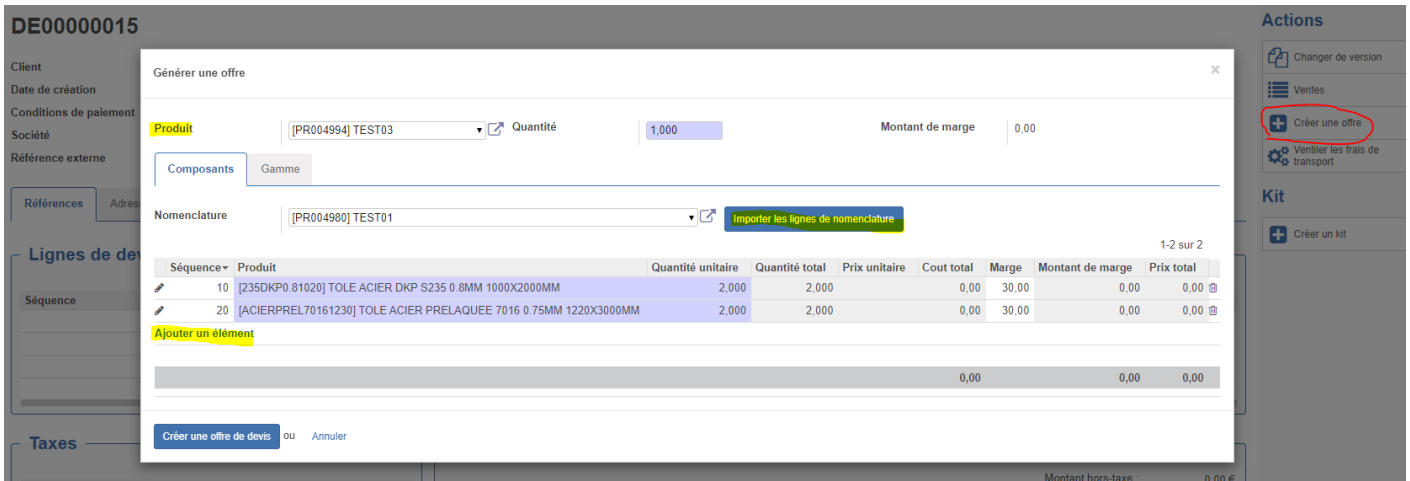 DE00000015
Client
Date de création
Conditions de paiement
Société
Référence externe
Références
Adres
Lignes de dev
Séquence
Taxes
Montant hors-taxe :
0,00 €
Générer une offre
×
Produit
[PR004994] TEST03
Quantité
1,000
Montant de marge
0,00
Composants
Gamme
Nomenclature
[PR004980] TEST01
Importer les lignes de nomenclature
1-2 sur 2
Séquence Produit Quantité unitaire Quantité total Prix unitaire Cout total Marge Montant de marge Prix total
10 [235DKP0.81020] TOLE ACIER DKP S235 0.8MM 1000X2000MM 2,000 2,000 0,00 30,00 0,00 0,00
20 [ACIERPREL70161230] TOLE ACIER PRELAQUEE 7016 0.75MM 1220X3000MM 2,000 2,000 0,00 30,00 0,00 0,00
Ajouter un élément
0,00 0,00 0,00
Créer une offre de devis ou Annuler
Actions
Changer de version
Ventes
Créer une offre
Ventiler les frais de
transport
Kit
Créer un kit